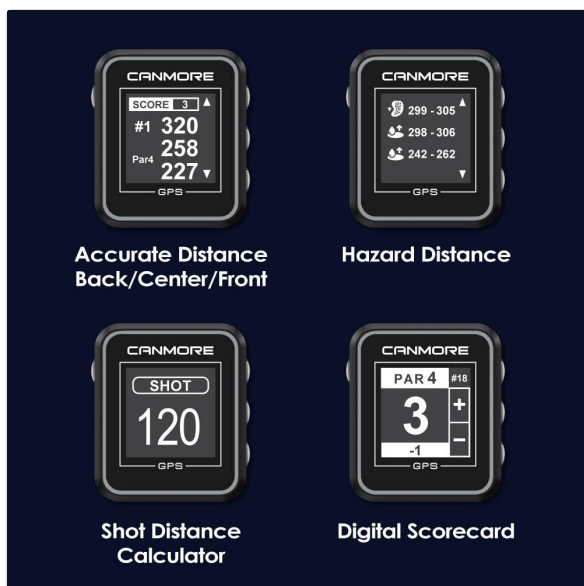 CANMORE
SCORE 3
#1 320
258
Par4
227
GPS
Accurate Distance
Back/Center/Front
CANMORE
299 - 305
298 - 306
242 - 262
GPS
Hazard Distance
CANMORE
SHOT
120
GPS
Shot Distance
Calculator
CANMORE
PAR 4 #18
3
+
-
-1
GPS
Digital Scorecard